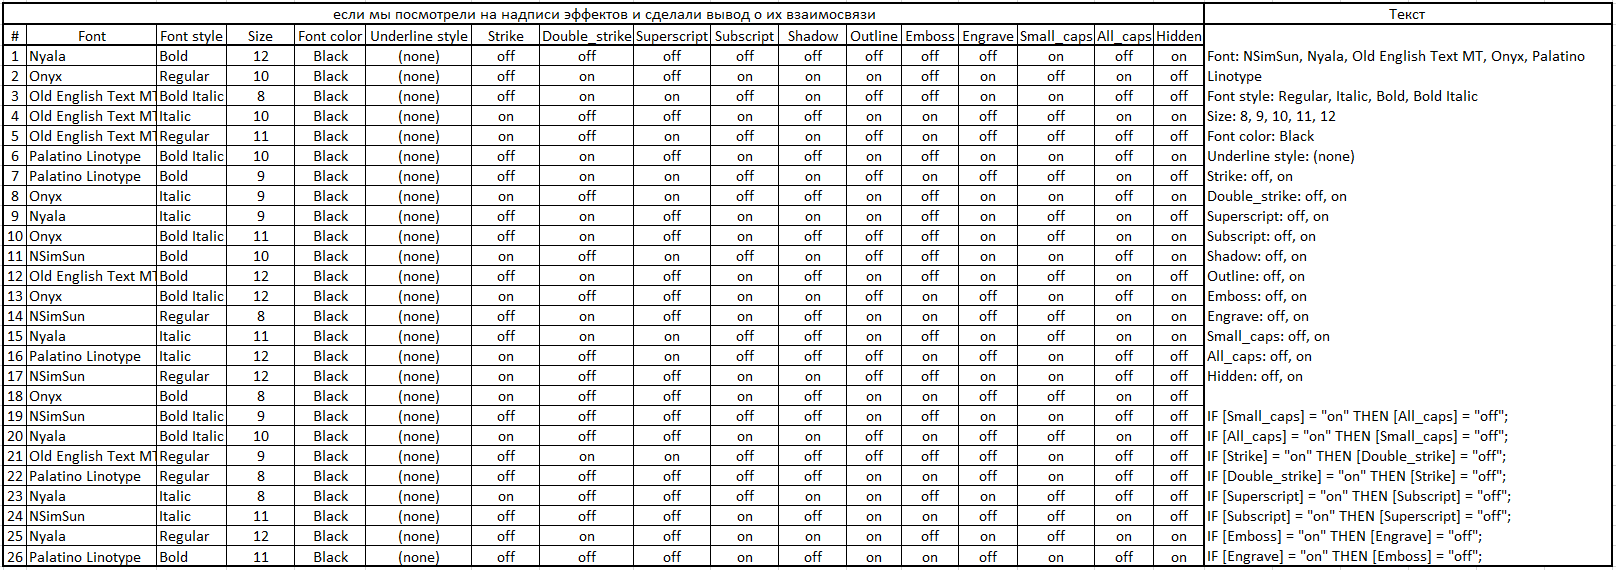 если мы посмотрели на надписи эффектов и сделали вывод о их взаимосвязи Текст
# Font Font style Size Font color Underline style Strike Double_strike Superscript Subscript Shadow Outline Emboss Engrave Small_caps All_caps Hidden
1 Nyala Bold 12 Black (none) off off off off off off off off on off on
2 Onyx Regular 10 Black (none) off on off on on off off on off on off
3 Old English Text MT Bold Italic 8 Black (none) off on on off on on off on on off off
4 Old English Text MT Italic 10 Black (none) on off on off off on on off off on on
5 Old English Text MT Regular 11 Black (none) on off on off on off on off off off off
6 Palatino Linotype Bold Italic 10 Black (none) off on off on off on off on on off on
7 Palatino Linotype Bold 9 Black (none) off on off off off on off off off on off
8 Onyx Italic 9 Black (none) on off off on on off on off on off off
9 Nyala Italic 9 Black (none) off on off off on on off on off on on
10 Onyx Bold Italic 11 Black (none) off on off on off off off on off on on
11 NSimSun Bold 10 Black (none) on off on off on off on off on off off
12 Old English Text MT Bold 12 Black (none) off off off on on on off on off on off
13 Onyx Bold Italic 12 Black (none) on off off on off off on off on off off
14 NSimSun Regular 8 Black (none) off off off on on on off on off off on
15 Nyala Italic 11 Black (none) on off on off off on on off on off off
16 Palatino Linotype Italic 12 Black (none) on off on off on off on off off on on
17 NSimSun Regular 12 Black (none) on off on off off off off on on off on
18 Onyx Bold 8 Black (none) on off on off off on on off off off on
19 NSimSun Bold Italic 9 Black (none) off off on off on on on off off on off
20 Nyala Bold Italic 10 Black (none) on off off on off off on off off off on
21 Old English Text MT Regular 9 Black (none) off on on off off off on off on off on
22 Palatino Linotype Regular 8 Black (none) off on off off on off on off off on off
23 Nyala Italic 8 Black (none) off off off on off on off on off on off
24 NSimSun Italic 11 Black (none) off on off on off on off off off on off
Font: NSimSun, Nyala, Old English Text MT, Onyx, Palatino
Linotype
Font style: Regular, Italic, Bold, Bold Italic
Size: 8, 9, 10, 11, 12
Font color: Black
Underline style: (none)
Strike: off, on
Double_strike: off, on
Superscript: off, on
Subscript: off, on
Shadow: off, on
Outline: off, on
Emboss: off, on
Engrave: off, on
Small_caps: off, on
All_caps: off, on
Hidden: off, on
IF [Small_caps] = "on" THEN [All_caps] = "off";
IF [All_caps] = "on" THEN [Small_caps] = "off";
IF [Strike] = "on" THEN [Double_strike] = "off";
IF [Double_strike] = "on" THEN [Strike] = "off";
IF [Superscript] = "on" THEN [Subscript] = "off";
IF [Subscript] = "on" THEN [Superscript] = "off";
25 Nyala Regular 12 Black (none) off off off on off on on off off on off
IF [Emboss] = "on" THEN [Engrave] = "off";
26 Palatino Linotype Bold 11 Black (none) off off off on on on off off on off on
IF [Engrave] = "on" THEN [Emboss] = "off";